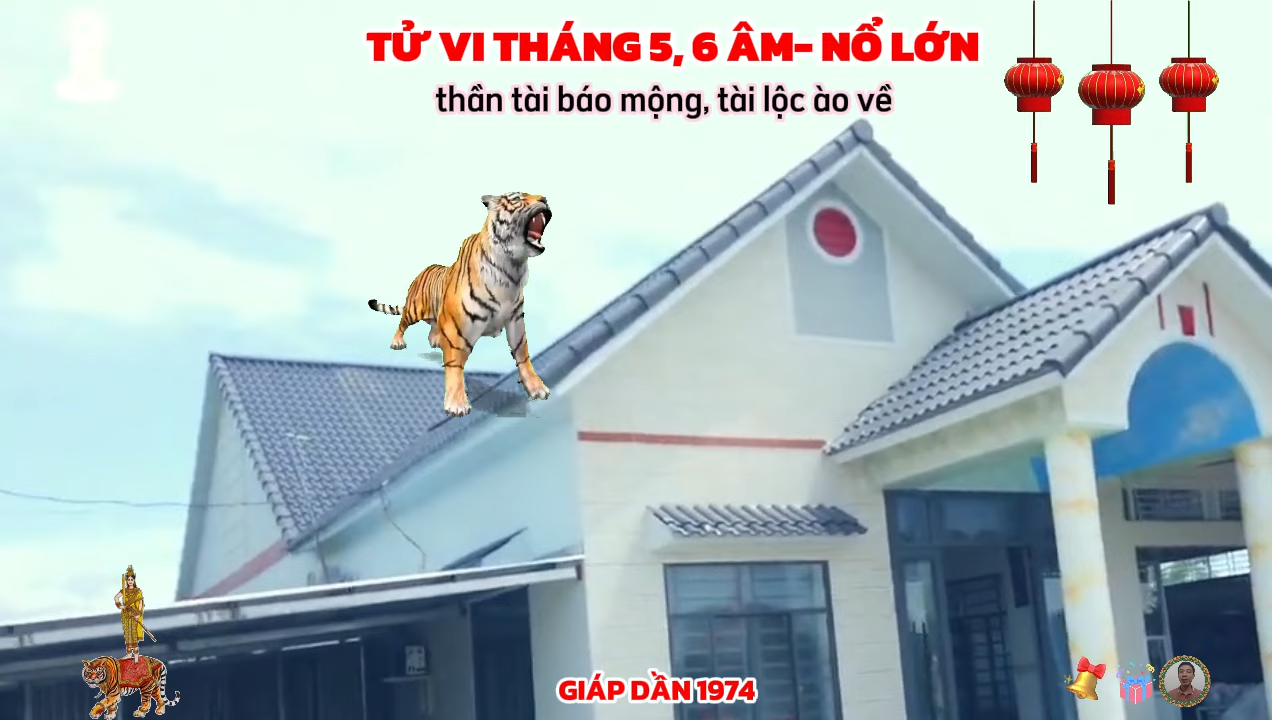 TỬ VI THÁNG 5, 6 ÂM- NỔ LỚN
thần tài báo mộng, tài lộc ào về
GIÁP DẦN 1974